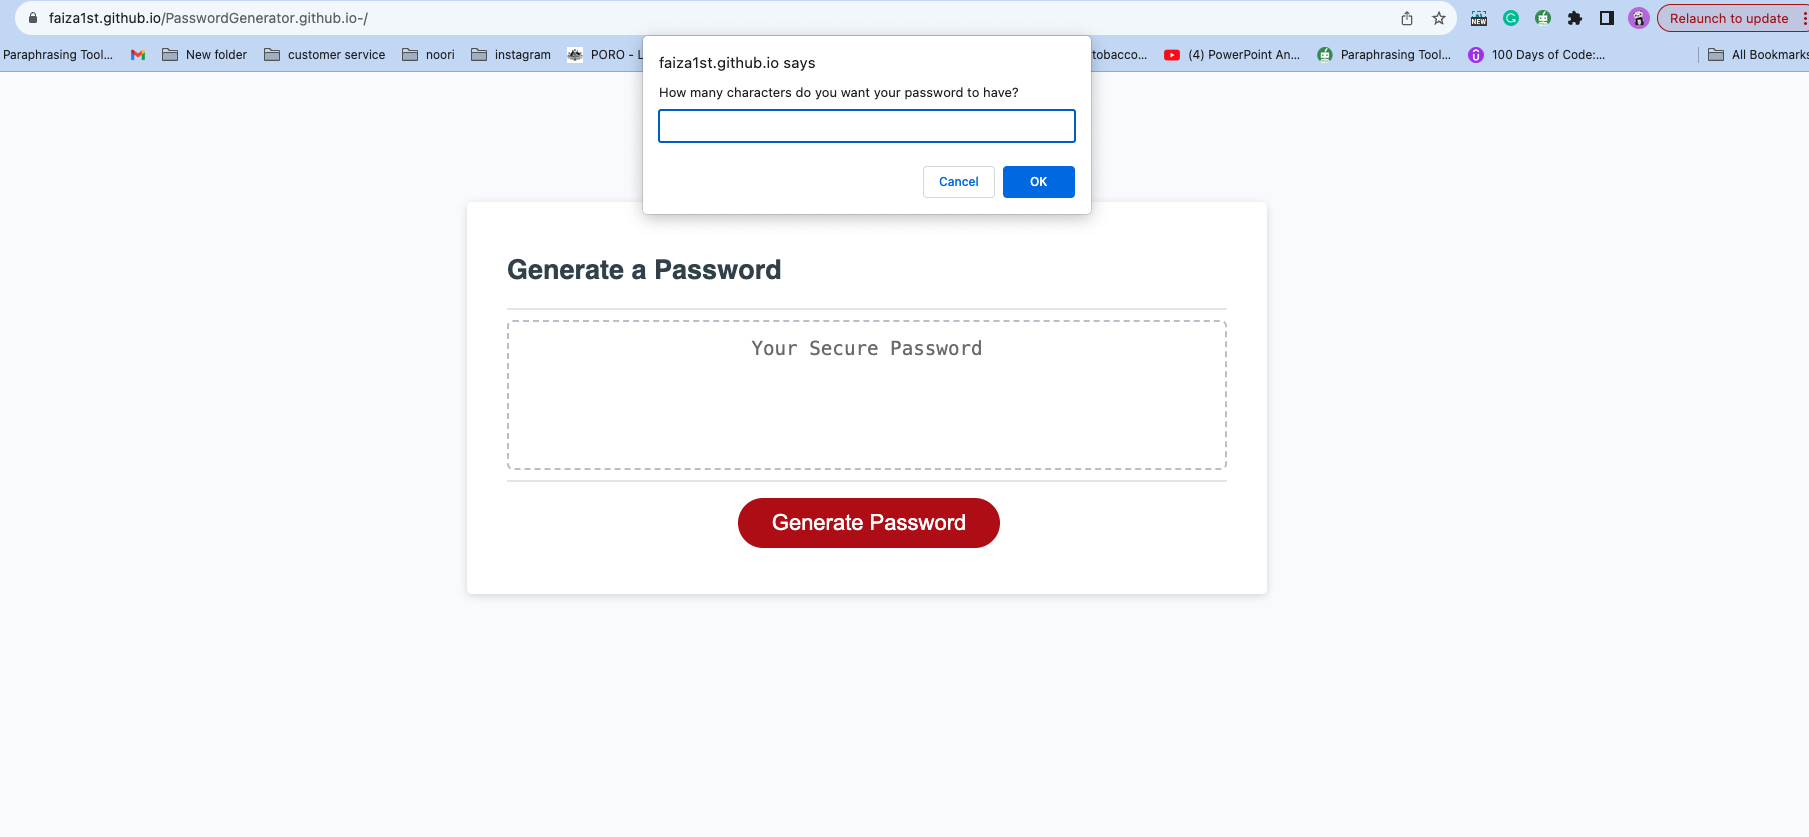 faiza1st.github.io/PasswordGenerator.github.io-/
NEW
Relaunch to update
Paraphrasing Tool...
New folder
customer service
noori
instagram
PORO - L
tobacco...
(4) PowerPoint An...
Paraphrasing Tool...
100 Days of Code:...
All Bookmarks
faiza1st.github.io says
How many characters do you want your password to have?
Cancel
OK
Generate a Password
Your Secure Password
Generate Password